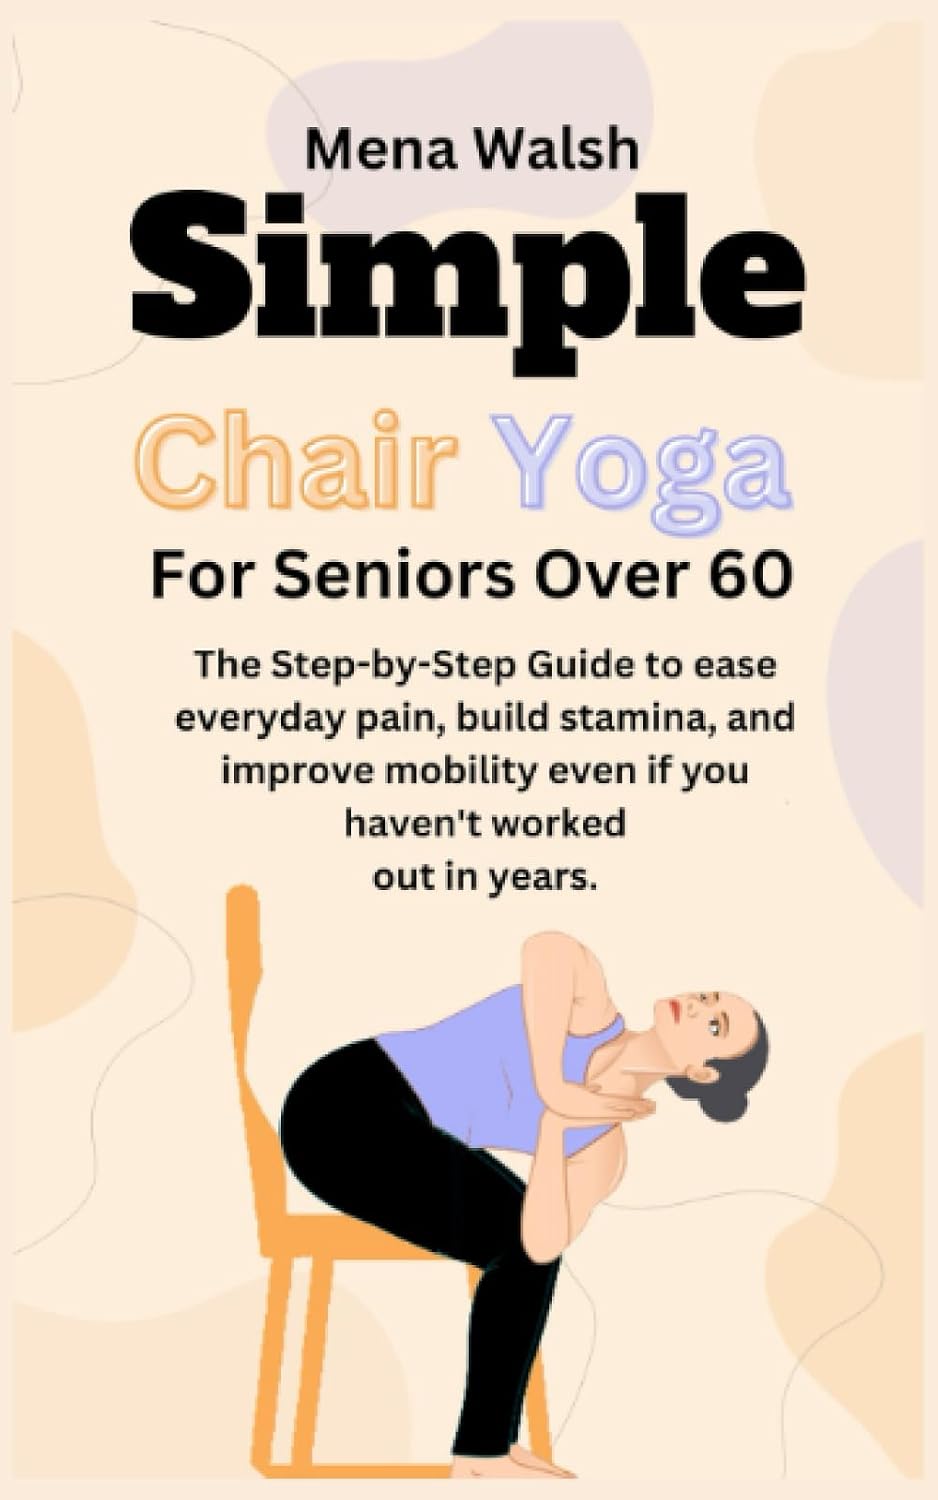 Mena Walsh
Simple
Chair Yoga
For Seniors Over 60
The Step-by-Step Guide to ease
everyday pain, build stamina, and
improve mobility even if you
haven't worked
out in years.